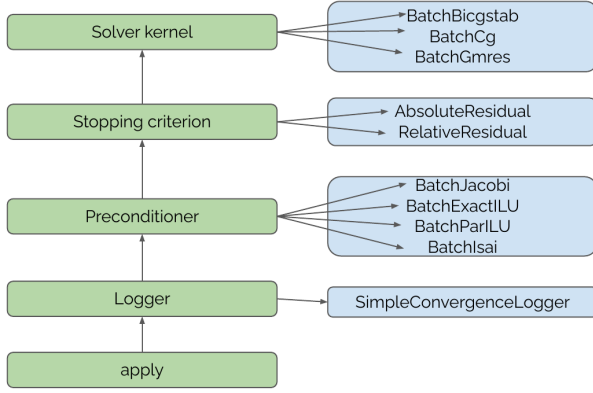 Solver kernel
BatchBicgstab
BatchCg
BatchGmres
Stopping criterion
AbsoluteResidual
RelativeResidual
Preconditioner
BatchJacobi
BatchExactILU
BatchParILU
BatchIsai
Logger
SimpleConvergenceLogger
apply